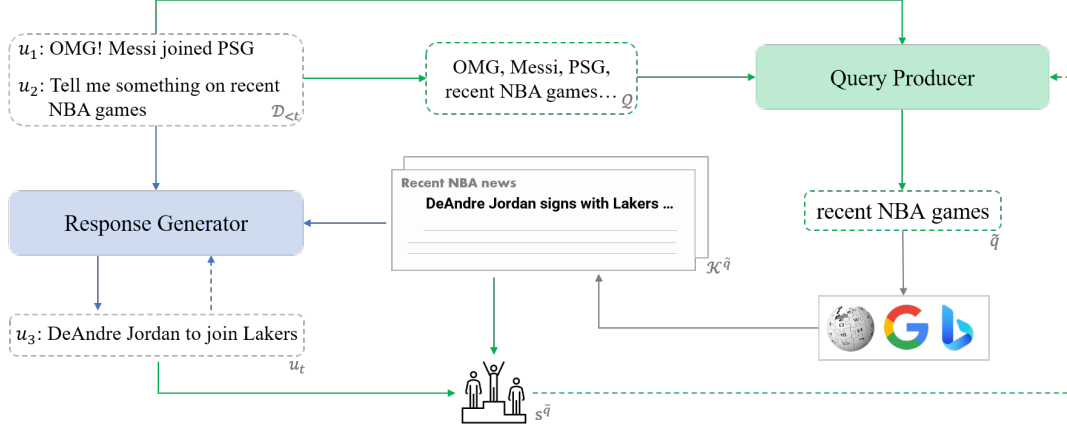 u₁: OMG! Messi joined PSG
u₂: Tell me something on recent
NBA games
𝒟<t
OMG, Messi, PSG,
recent NBA games…
𝒬
Query Producer
Response Generator
Recent NBA news
DeAndre Jordan signs with Lakers ...
𝒦^q̃
recent NBA games
q̃
u₃: DeAndre Jordan to join Lakers
uₜ
s^q̃